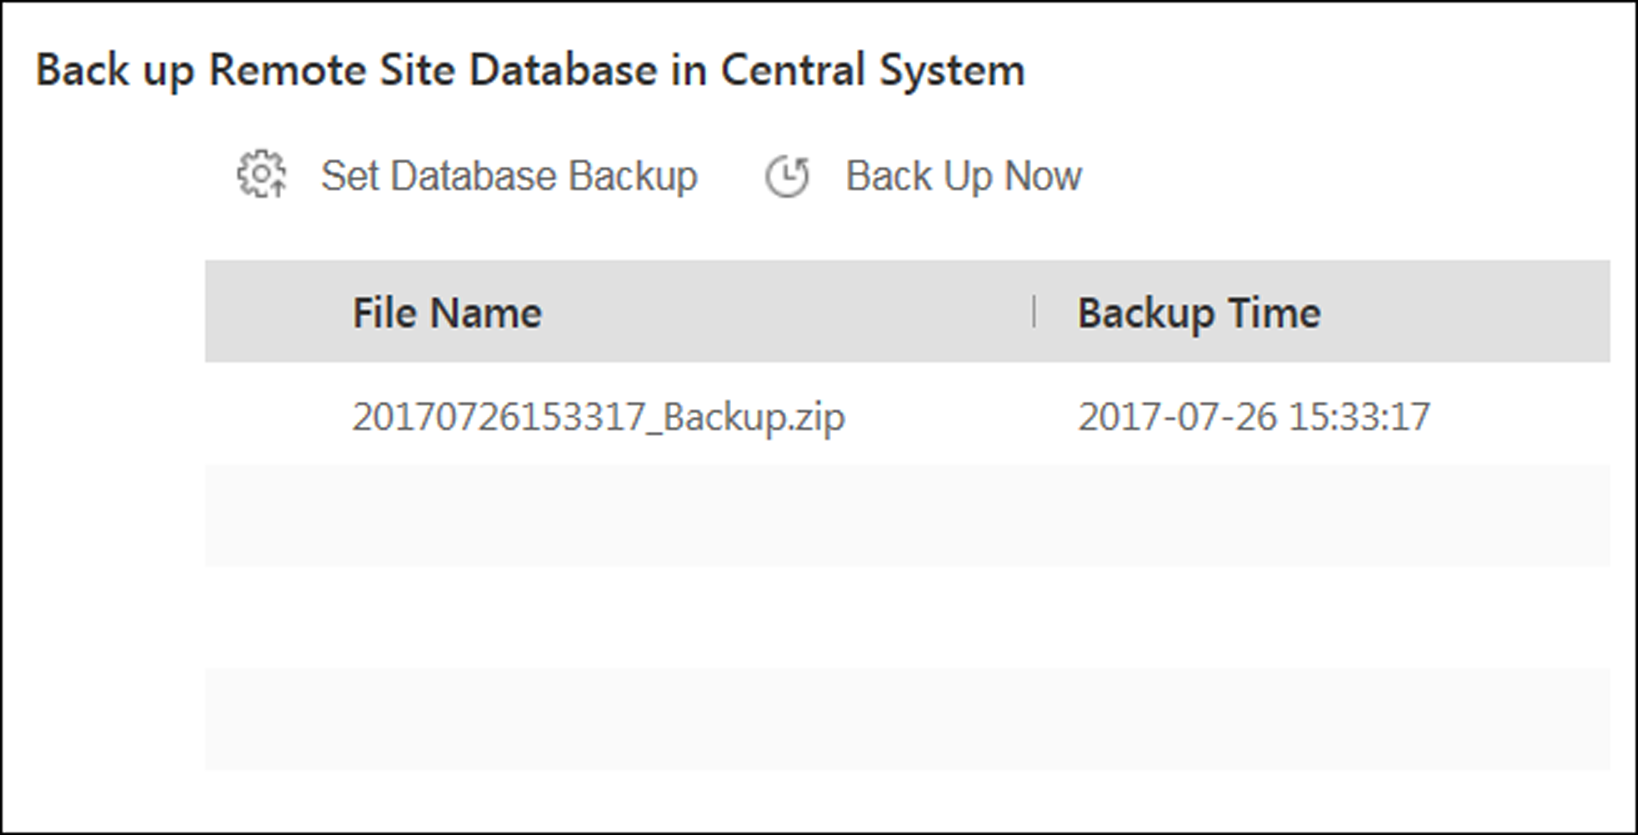 Back up Remote Site Database in Central System
Set Database Backup Back Up Now
File Name Backup Time
20170726153317_Backup.zip 2017-07-26 15:33:17